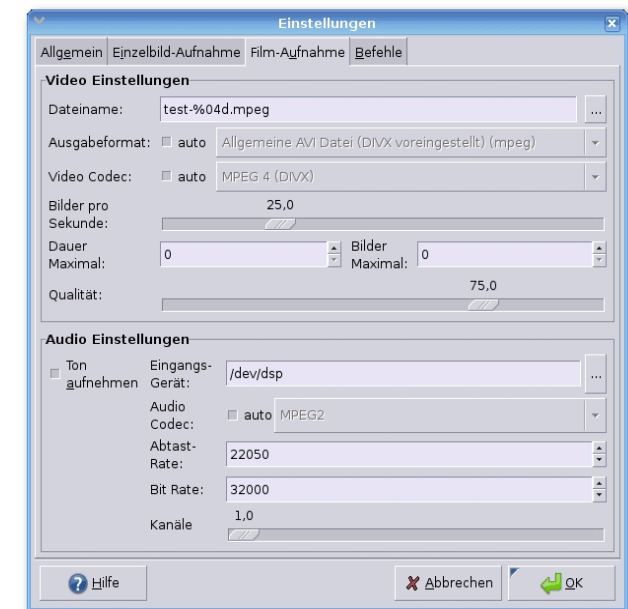 Einstellungen
Allgemein Einzelbild-Aufnahme Film-Aufnahme Befehle
Video Einstellungen
Dateiname: test-%04d.mpeg ...
Ausgabeformat: auto Allgemeine AVI Datei (DIVX voreingestellt) (mpeg)
Video Codec: auto MPEG 4 (DIVX)
Bilder pro Sekunde: 25,0
Dauer Maximal: 0 Bilder Maximal: 0
Qualität: 75,0
Audio Einstellungen
Ton aufnehmen Eingangs-Gerät: /dev/dsp ...
Audio Codec: auto MPEG2
Abtast-Rate: 22050
Bit Rate: 32000
Kanäle 1,0
Hilfe Abbrechen OK